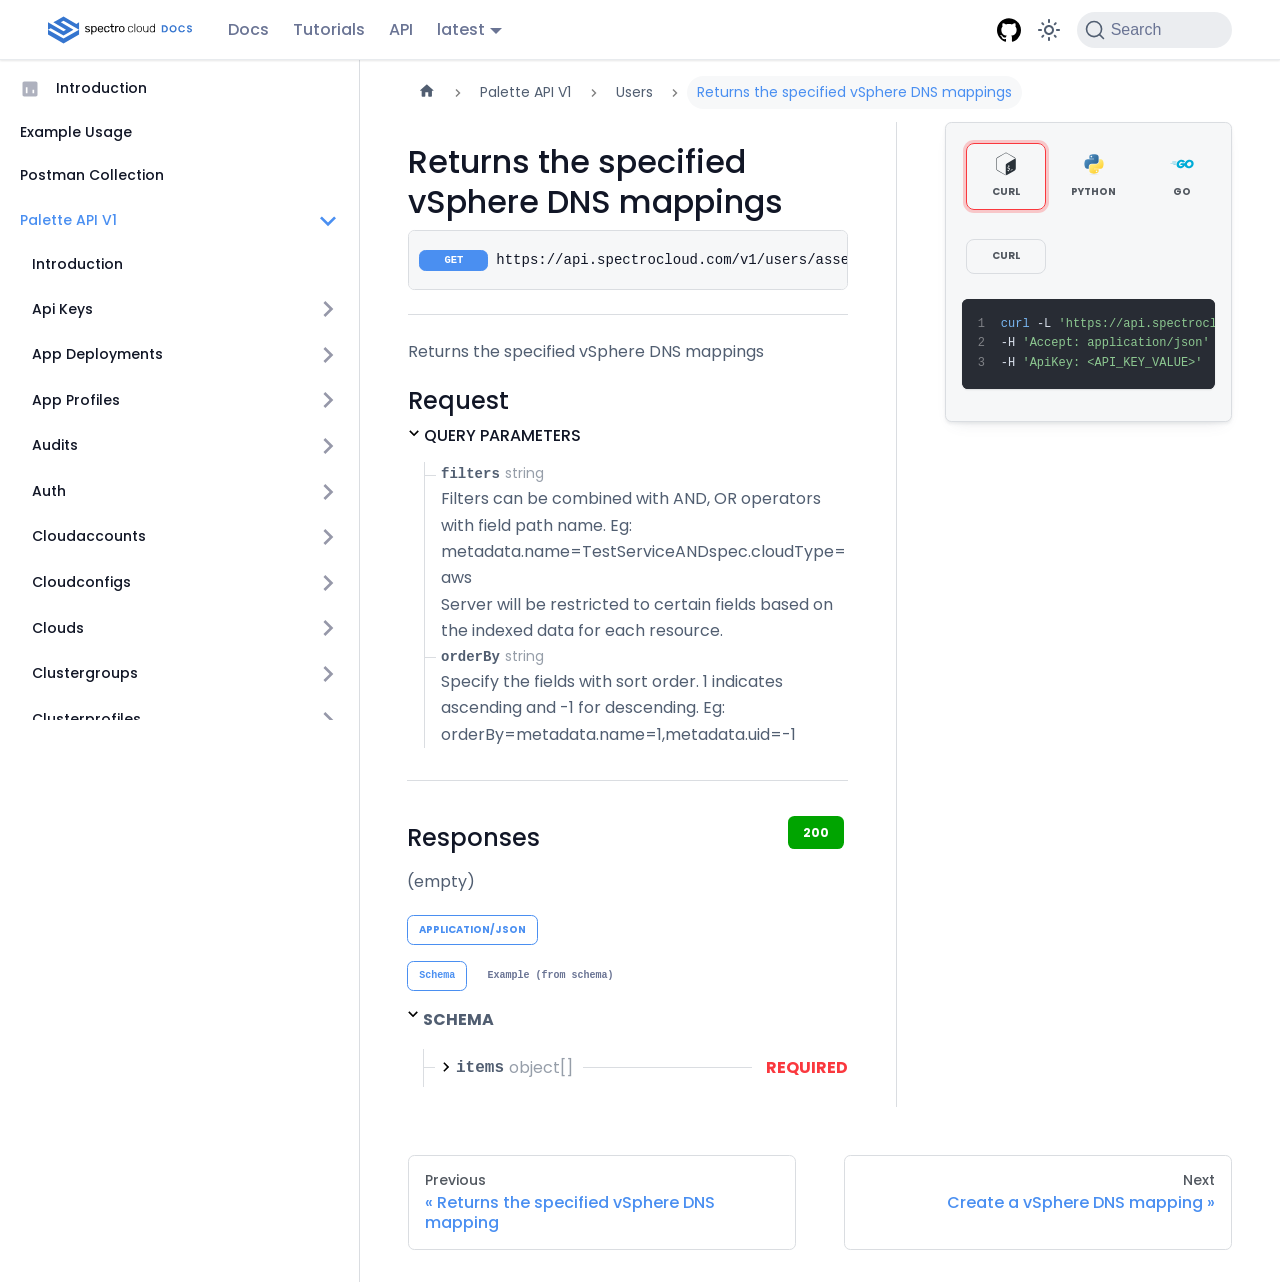 spectro cloud DOCS
Docs
Tutorials
API
latest
Search
Introduction
Example Usage
Postman Collection
Palette API V1
Introduction
Api Keys
App Deployments
App Profiles
Audits
Auth
Cloudaccounts
Cloudconfigs
Clouds
Clustergroups
Clusterprofiles
Palette API V1
Users
Returns the specified vSphere DNS mappings
Returns the specified
vSphere DNS mappings
GET https://api.spectrocloud.com/v1/users/asse
Returns the specified vSphere DNS mappings
Request
QUERY PARAMETERS
filters string
Filters can be combined with AND, OR operators
with field path name. Eg:
metadata.name=TestServiceANDspec.cloudType=
aws
Server will be restricted to certain fields based on
the indexed data for each resource.
orderBy string
Specify the fields with sort order. 1 indicates
ascending and -1 for descending. Eg:
orderBy=metadata.name=1,metadata.uid=-1
Responses
200
(empty)
APPLICATION/JSON
Schema
Example (from schema)
SCHEMA
items object[]
REQUIRED
CURL
PYTHON
GO
CURL
1 curl -L 'https://api.spectrocl
2 -H 'Accept: application/json'
3 -H 'ApiKey: <API_KEY_VALUE>'
Previous
« Returns the specified vSphere DNS
mapping
Next
Create a vSphere DNS mapping »